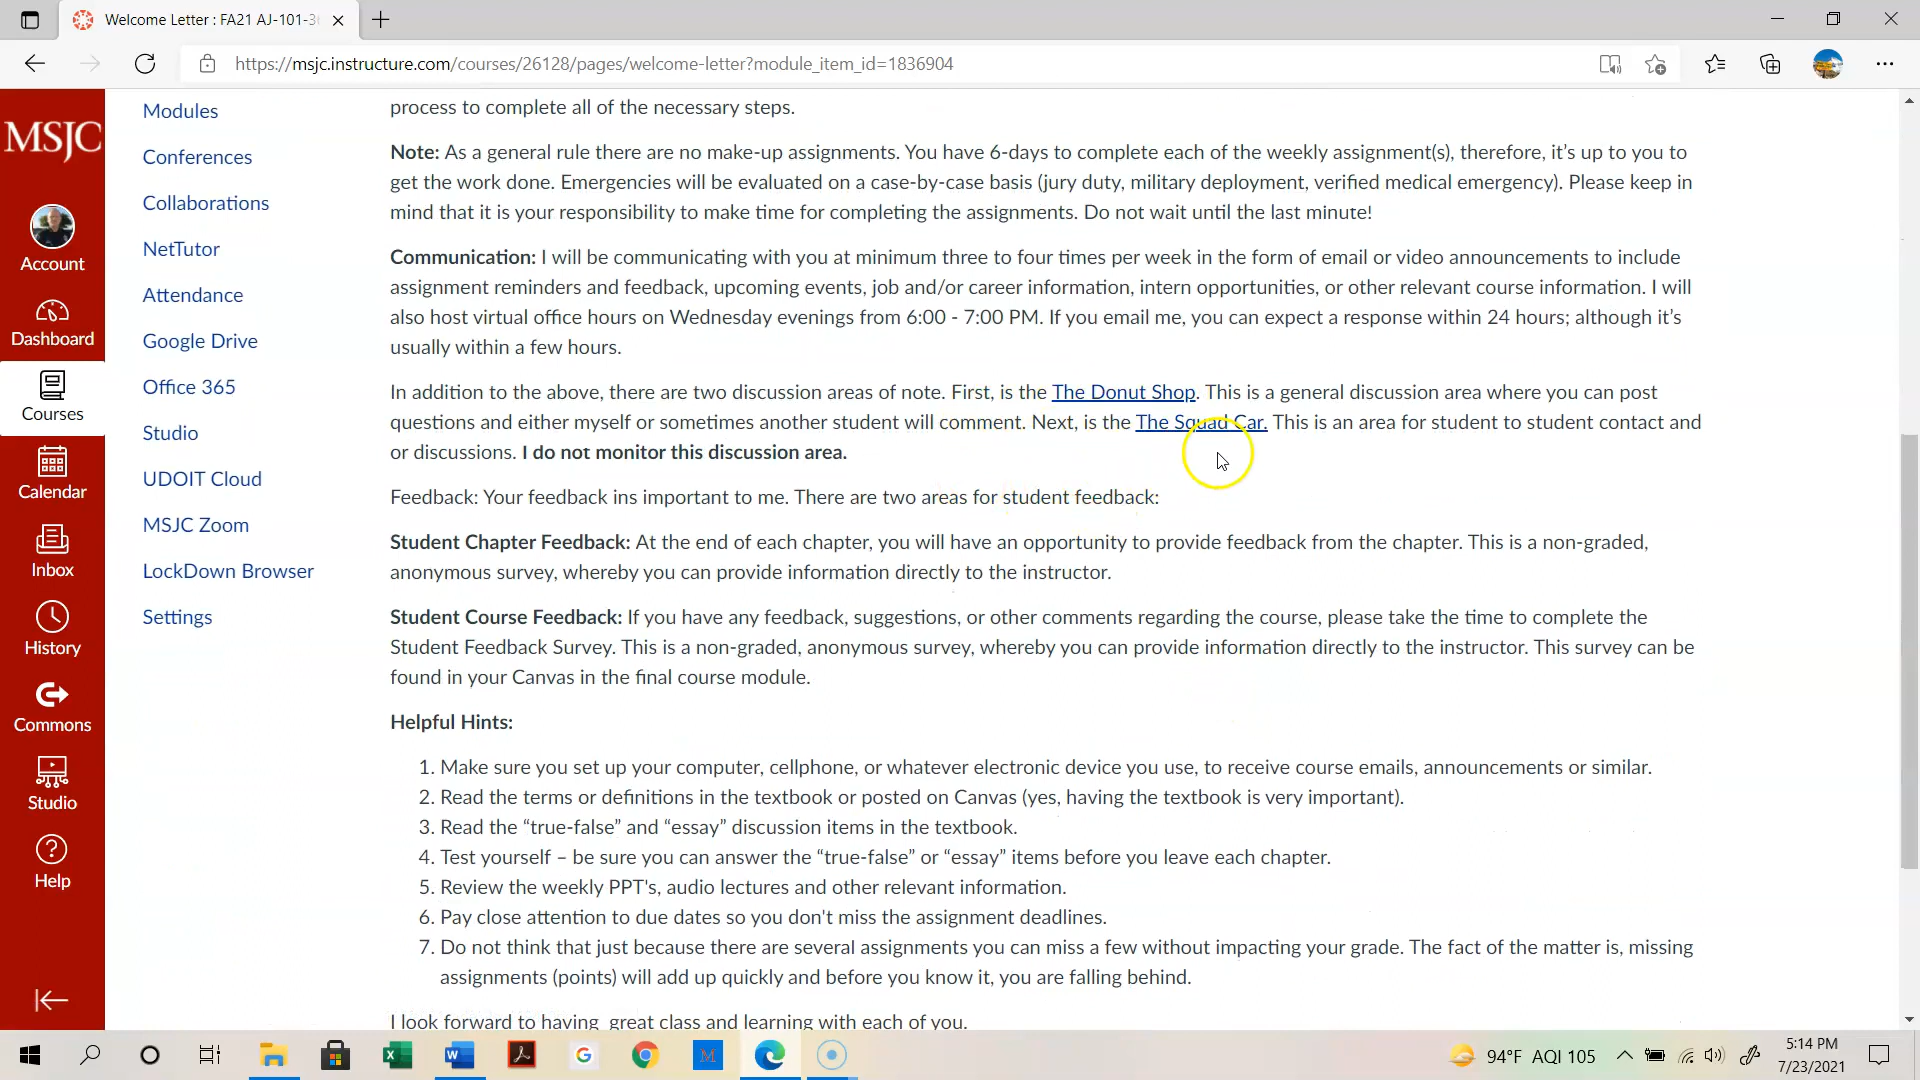 Welcome Letter : FA21 AJ-101-3
https://msjc.instructure.com/courses/26128/pages/welcome-letter?module_item_id=1836904
MSJC
Account
Dashboard
Courses
Calendar
Inbox
History
Commons
Studio
Help
Modules
Conferences
Collaborations
NetTutor
Attendance
Google Drive
Office 365
Studio
UDOIT Cloud
MSJC Zoom
LockDown Browser
Settings
process to complete all of the necessary steps.
Note: As a general rule there are no make-up assignments. You have 6-days to complete each of the weekly assignment(s), therefore, it’s up to you to
get the work done. Emergencies will be evaluated on a case-by-case basis (jury duty, military deployment, verified medical emergency). Please keep in
mind that it is your responsibility to make time for completing the assignments. Do not wait until the last minute!
Communication: I will be communicating with you at minimum three to four times per week in the form of email or video announcements to include
assignment reminders and feedback, upcoming events, job and/or career information, intern opportunities, or other relevant course information. I will
also host virtual office hours on Wednesday evenings from 6:00 - 7:00 PM. If you email me, you can expect a response within 24 hours; although it’s
usually within a few hours.
In addition to the above, there are two discussion areas of note. First, is the The Donut Shop. This is a general discussion area where you can post
questions and either myself or sometimes another student will comment. Next, is the The Squad Car. This is an area for student to student contact and
or discussions. I do not monitor this discussion area.
Feedback: Your feedback ins important to me. There are two areas for student feedback:
Student Chapter Feedback: At the end of each chapter, you will have an opportunity to provide feedback from the chapter. This is a non-graded,
anonymous survey, whereby you can provide information directly to the instructor.
Student Course Feedback: If you have any feedback, suggestions, or other comments regarding the course, please take the time to complete the
Student Feedback Survey. This is a non-graded, anonymous survey, whereby you can provide information directly to the instructor. This survey can be
found in your Canvas in the final course module.
Helpful Hints:
1. Make sure you set up your computer, cellphone, or whatever electronic device you use, to receive course emails, announcements or similar.
2. Read the terms or definitions in the textbook or posted on Canvas (yes, having the textbook is very important).
3. Read the “true-false” and “essay” discussion items in the textbook.
4. Test yourself – be sure you can answer the “true-false” or “essay” items before you leave each chapter.
5. Review the weekly PPT's, audio lectures and other relevant information.
6. Pay close attention to due dates so you don't miss the assignment deadlines.
7. Do not think that just because there are several assignments you can miss a few without impacting your grade. The fact of the matter is, missing
assignments (points) will add up quickly and before you know it, you are falling behind.
I look forward to having great class and learning with each of you.
94°F AQI 105
5:14 PM
7/23/2021